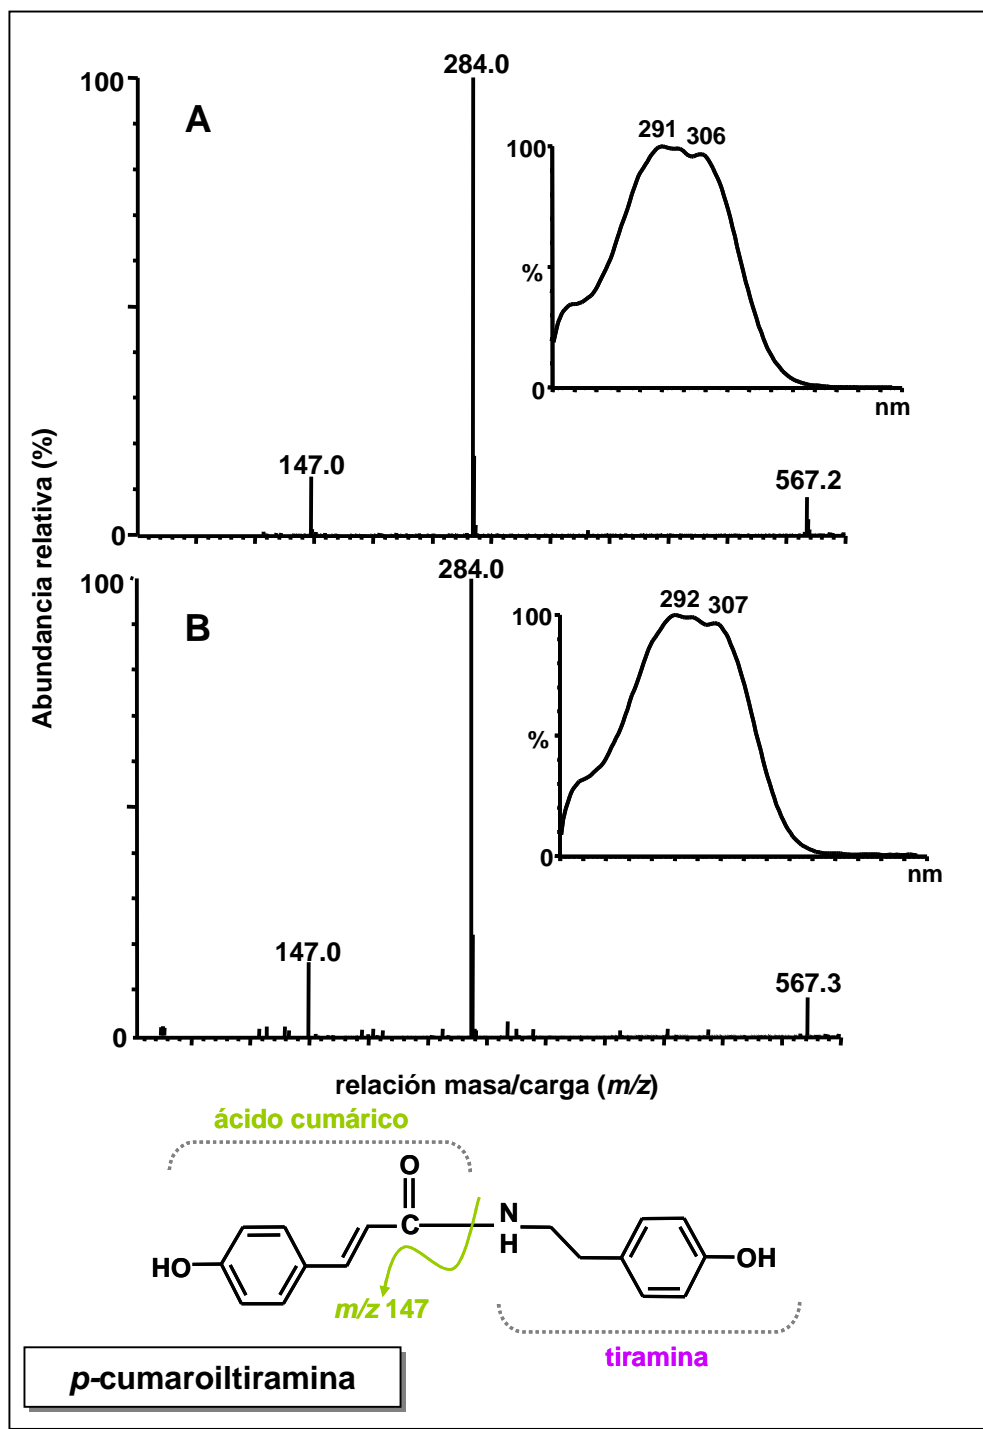 284.0
100
A
291 306
100
%
0
nm
147.0
567.2
0
Abundancia relativa (%)
284.0
100
B
292 307
100
%
0
nm
147.0
567.3
0
relación masa/carga (m/z)
ácido cumárico
O
C
N
H
HO
OH
m/z 147
tiramina
p-cumaroiltiramina